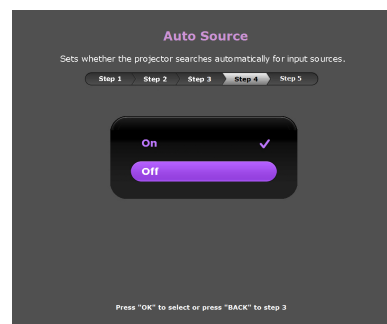 Auto Source
Sets whether the projector searches automatically for input sources.
Step 1 Step 2 Step 3 Step 4 Step 5
On
Off
Press "OK" to select or press "BACK" to step 3